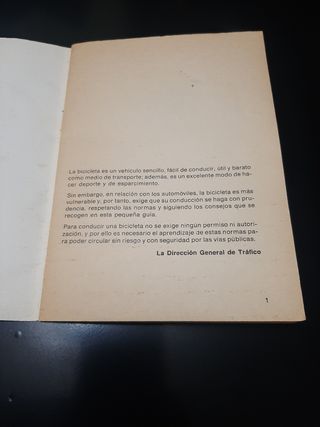 La bicicleta es un vehículo sencillo, fácil de conducir, útil y barato
como medio de transporte; además, es un excelente modo de ha-
cer deporte y de esparcimiento.
Sin embargo, en relación con los automóviles, la bicicleta es más
vulnerable y, por tanto, exige que su conducción se haga con pru-
dencia, respetando las normas y siguiendo los consejos que se
recogen en esta pequeña guía.
Para conducir una bicicleta no se exige ningún permiso ni autori-
zación, y por ello es necesario el aprendizaje de estas normas pa-
ra poder circular sin riesgo y con seguridad por las vías públicas.
La Dirección General de Tráfico
1